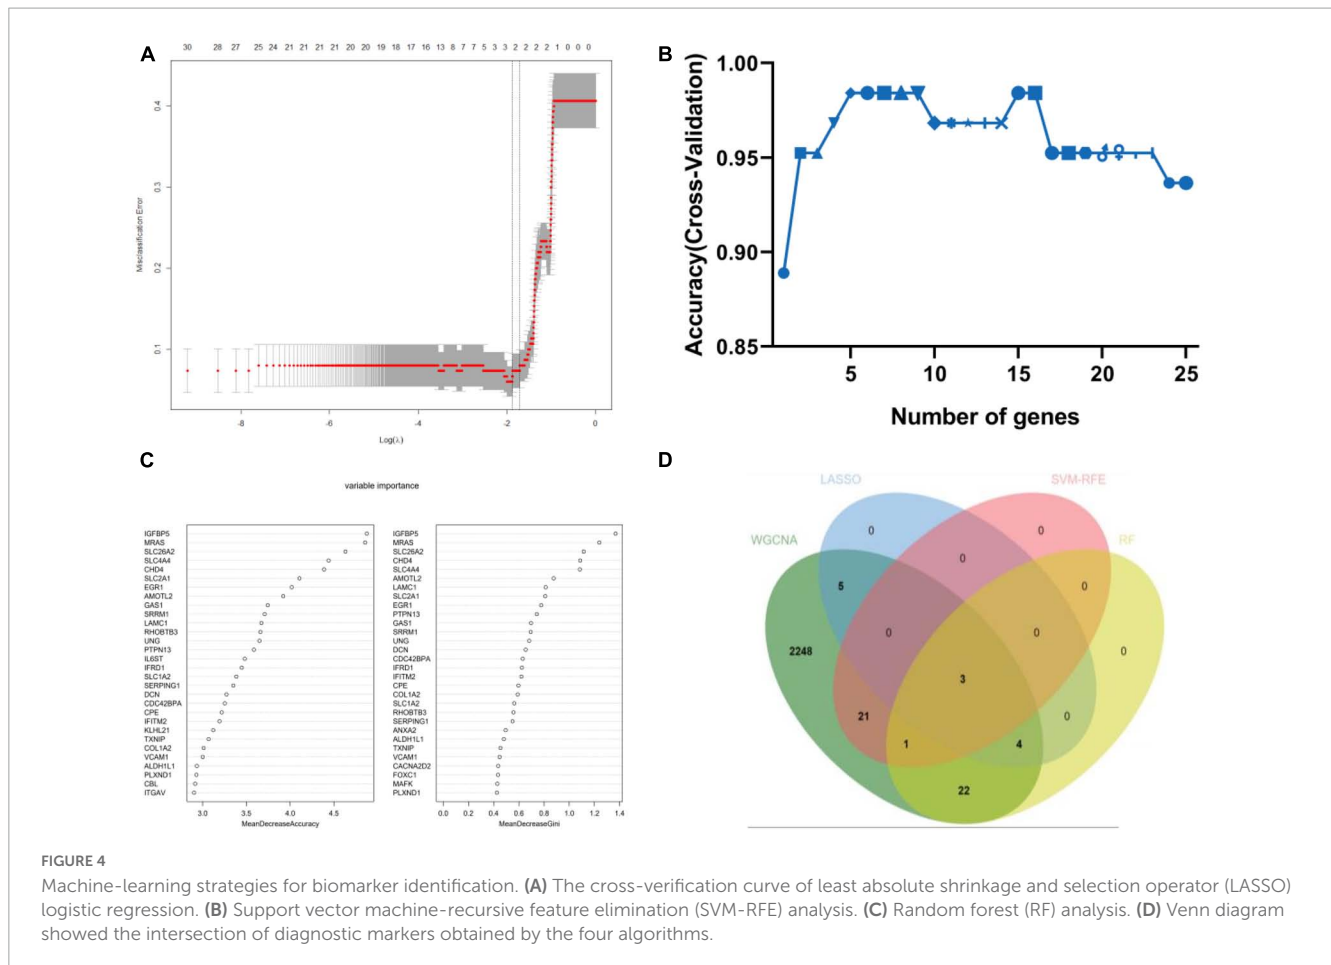 A
30 28 27 25 24 21 21 21 21 20 20 19 18 17 16 13 8 7 7 5 3 3 2 2 2 2 1 0 0 0
Misclassification Error
0.4
0.3
0.2
0.1
-8 -6 -4 -2 0
Log(λ)
B
1.00
0.95
0.90
0.85
Accuracy(Cross-Validation)
5 10 15 20 25
Number of genes
C
variable importance
IGFBP5
MRAS
SLC26A2
SLC4A4
CHD4
SLC2A1
EGR1
AMOTL2
GAS1
SRRM1
LAMC1
RHOBTB3
UNG
PTPN13
IL6ST
IFRD1
SLC1A2
SERPING1
DCN
CDC42BPA
CPE
IFITM2
KLHL21
TXNIP
COL1A2
VCAM1
ALDH1L1
PLXND1
CBL
ITGAV
3.0 3.5 4.0 4.5
MeanDecreaseAccuracy
IGFBP5
MRAS
SLC26A2
CHD4
SLC4A4
AMOTL2
LAMC1
SLC2A1
EGR1
PTPN13
GAS1
SRRM1
UNG
DCN
CDC42BPA
IFRD1
IFITM2
CPE
COL1A2
SLC1A2
RHOBTB3
SERPING1
ANXA2
ALDH1L1
TXNIP
VCAM1
CACNA2D2
FOXC1
MAFK
PLXND1
0.0 0.2 0.4 0.6 0.8 1.0 1.2 1.4
MeanDecreaseGini
D
LASSO SVM-RFE
WGCNA RF
0 0
0
5 0
0 0
2248 0
3
21 0
1 4
22
FIGURE 4
Machine-learning strategies for biomarker identification. (A) The cross-verification curve of least absolute shrinkage and selection operator (LASSO)
logistic regression. (B) Support vector machine-recursive feature elimination (SVM-RFE) analysis. (C) Random forest (RF) analysis. (D) Venn diagram
showed the intersection of diagnostic markers obtained by the four algorithms.